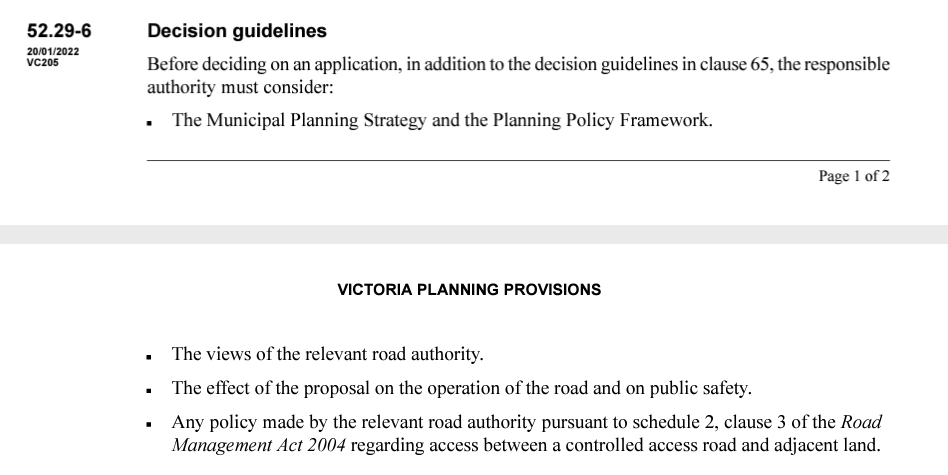 52.29-6 Decision guidelines
20/01/2022
VC205
Before deciding on an application, in addition to the decision guidelines in clause 65, the responsible
authority must consider:
▪ The Municipal Planning Strategy and the Planning Policy Framework.
Page 1 of 2
VICTORIA PLANNING PROVISIONS
▪ The views of the relevant road authority.
▪ The effect of the proposal on the operation of the road and on public safety.
▪ Any policy made by the relevant road authority pursuant to schedule 2, clause 3 of the Road
Management Act 2004 regarding access between a controlled access road and adjacent land.